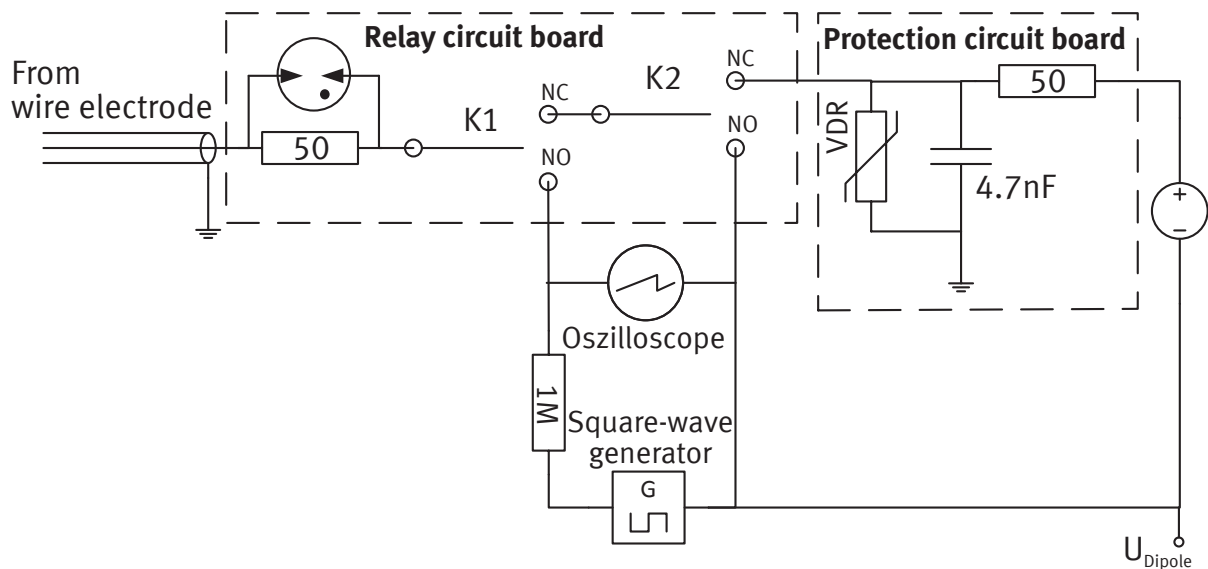 Relay circuit board
Protection circuit board
From
wire electrode
50
K1
NC
NO
K2
NC
NO
VDR
4.7nF
50
+
−
Oszilloscope
1M
Square-wave
generator
G
U Dipole